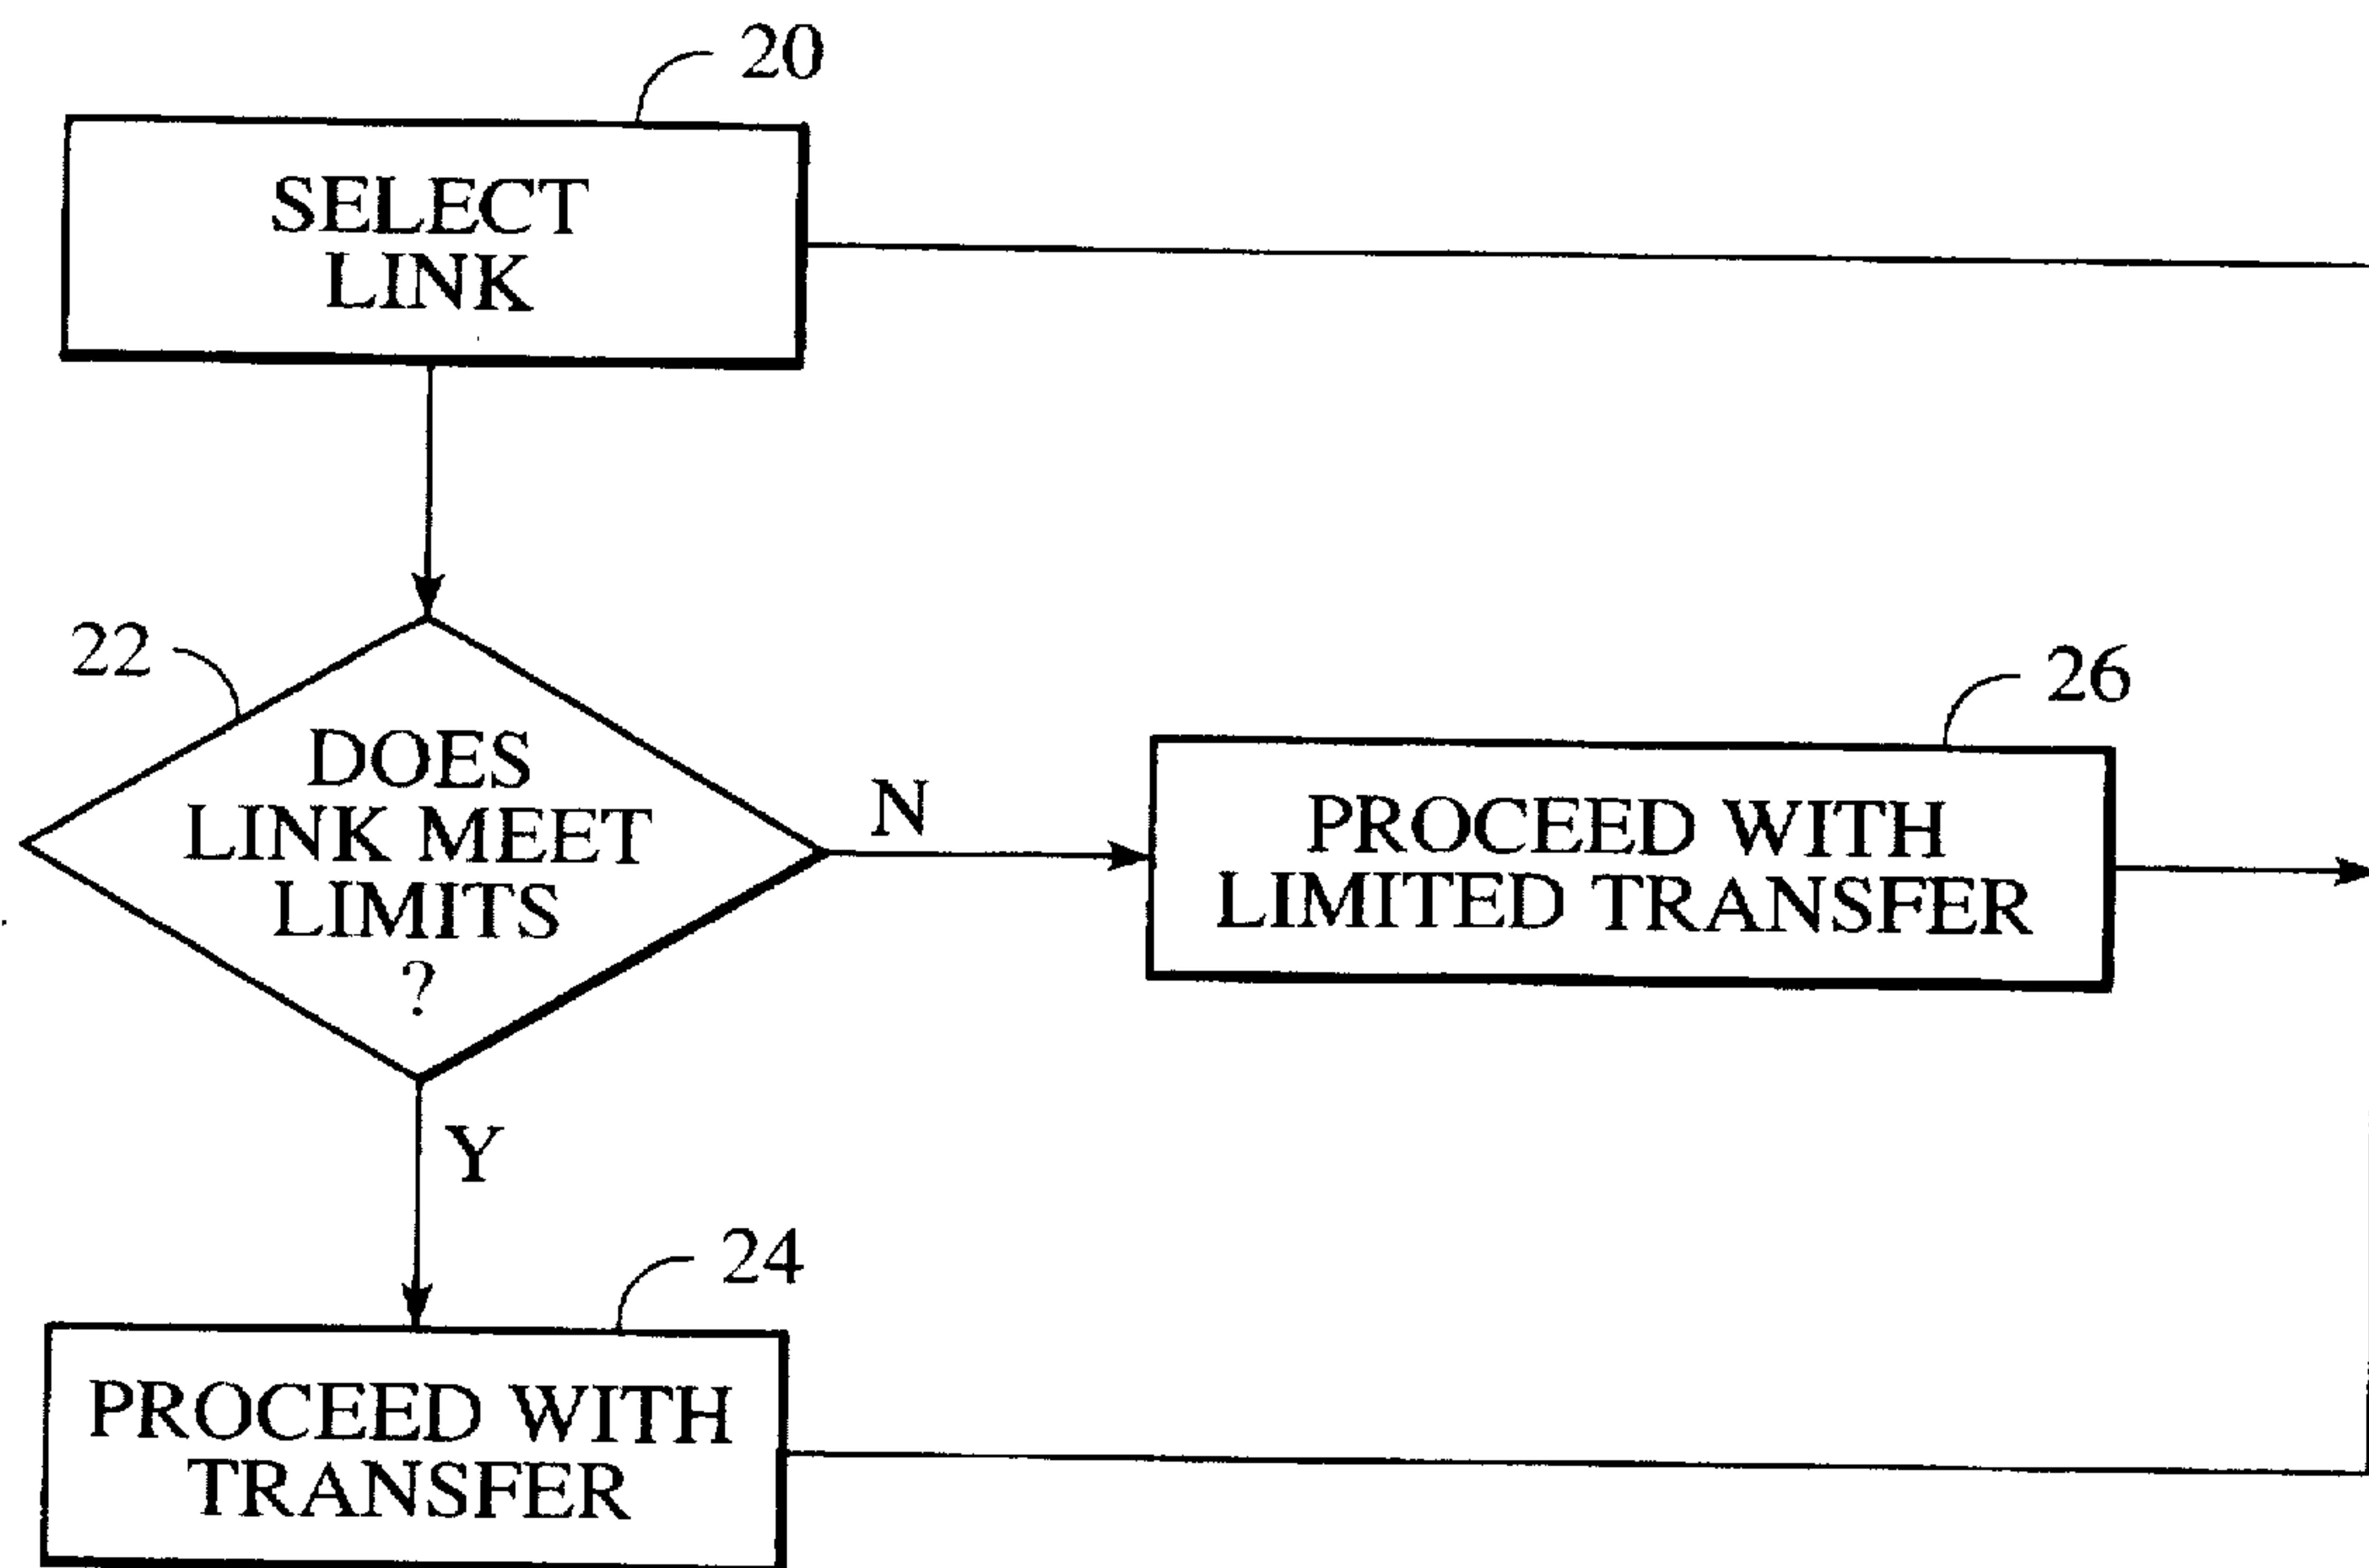 20
SELECT
LINK
22
DOES
LINK MEET
LIMITS
?
N
26
PROCEED WITH
LIMITED TRANSFER
Y
24
PROCEED WITH
TRANSFER